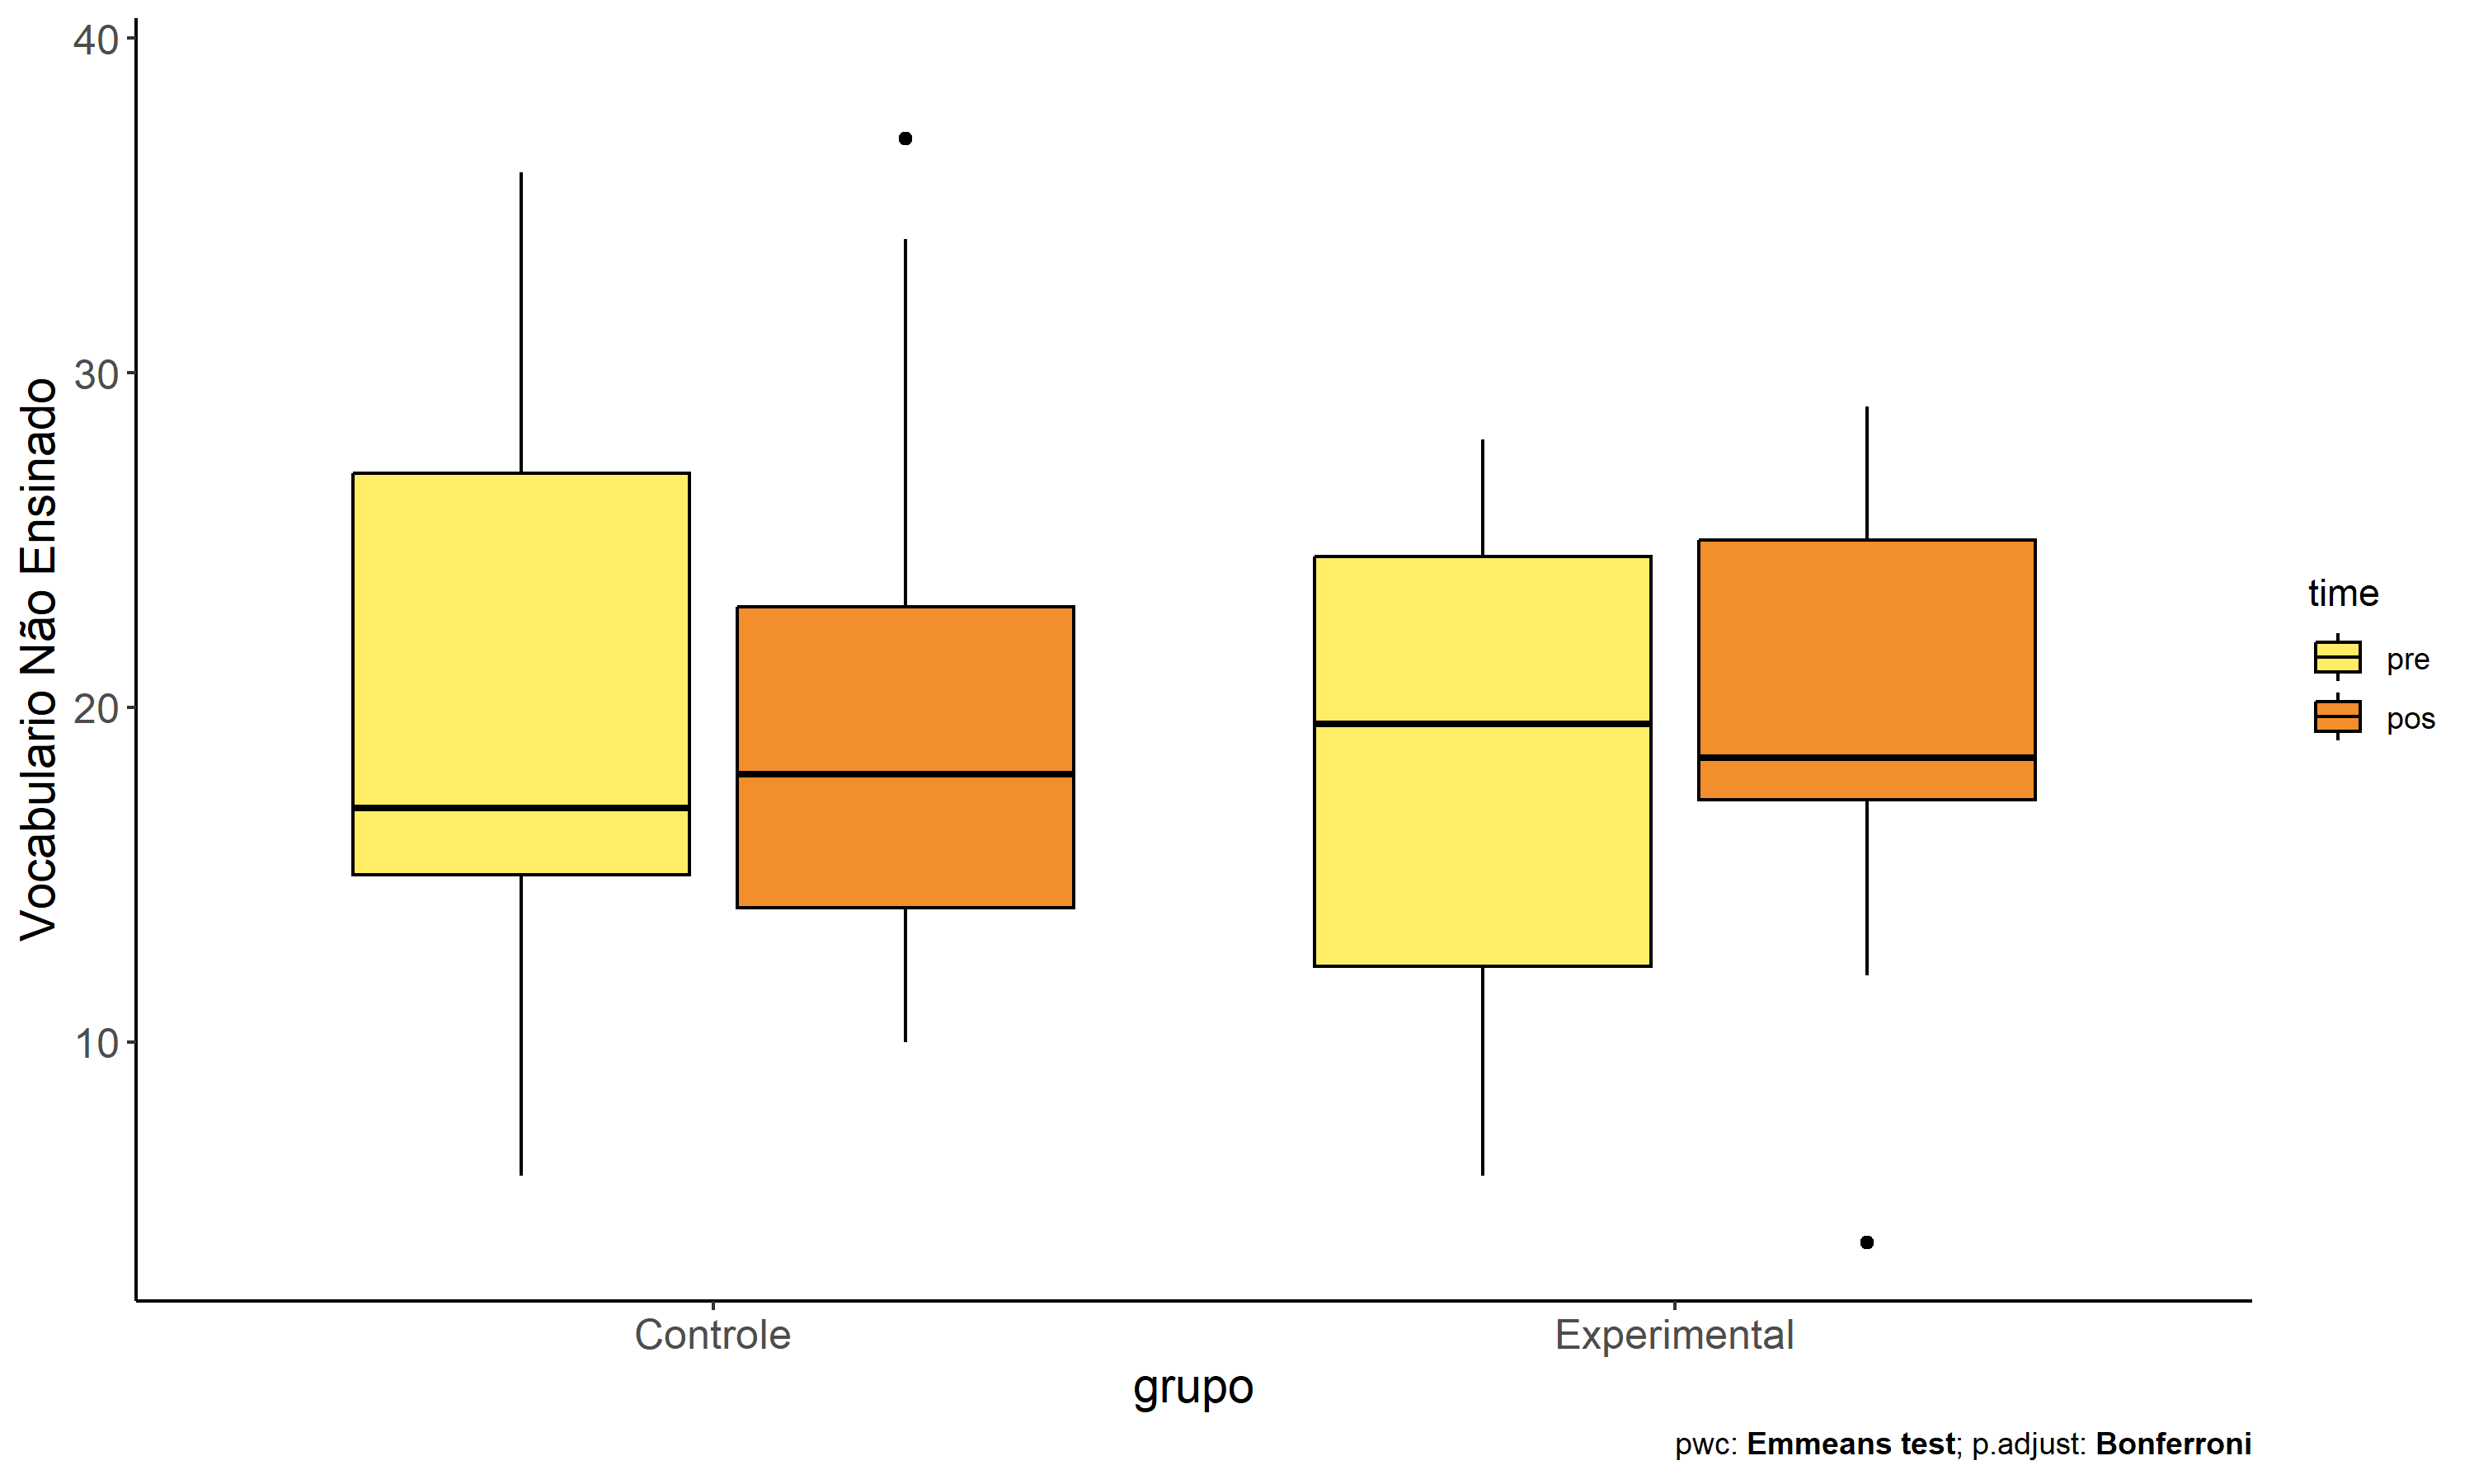 Vocabulario Não Ensinado
40
30
20
10
Controle
Experimental
grupo
time
pre
pos
pwc: Emmeans test; p.adjust: Bonferroni